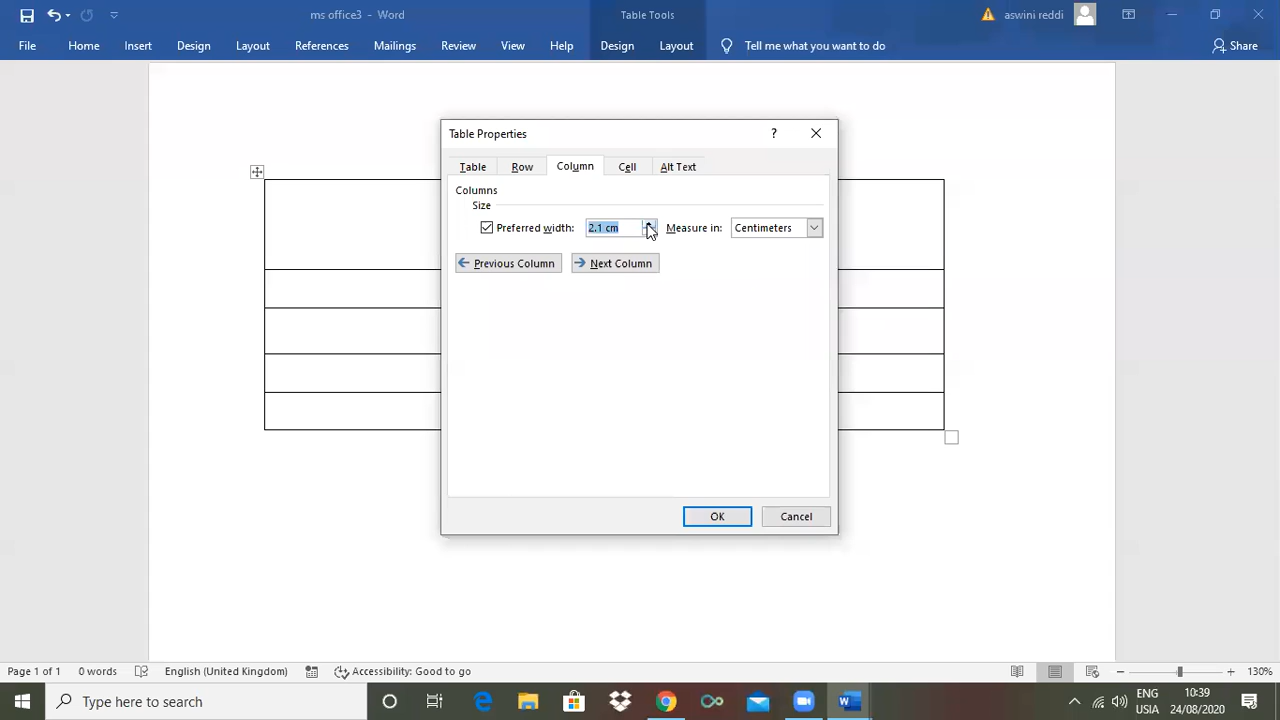 ms office3 - Word
Table Tools
aswini reddi
File Home Insert Design Layout References Mailings Review View Help Design Layout Tell me what you want to do Share
Table Properties
?
Table Row Column Cell Alt Text
Columns
Size
Preferred width: 2.1 cm Measure in: Centimeters
Previous Column Next Column
OK Cancel
Page 1 of 1 0 words English (United Kingdom) Accessibility: Good to go 130%
Type here to search
ENG
USIA
10:39
24/08/2020